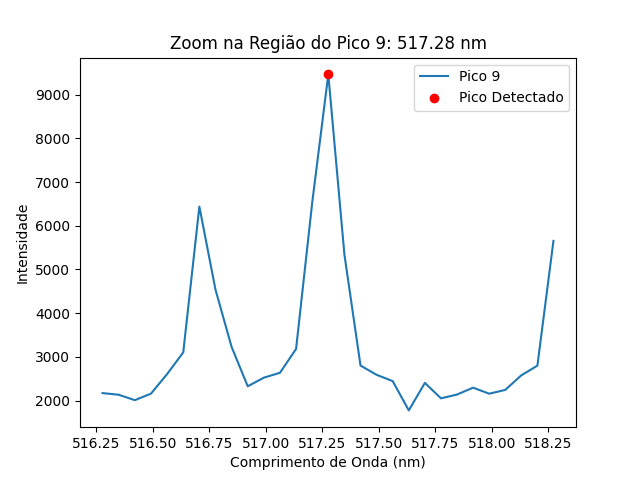 Zoom na Região do Pico 9: 517.28 nm
Pico 9
Pico Detectado
Intensidade
9000
8000
7000
6000
5000
4000
3000
2000
516.25 516.50 516.75 517.00 517.25 517.50 517.75 518.00 518.25
Comprimento de Onda (nm)